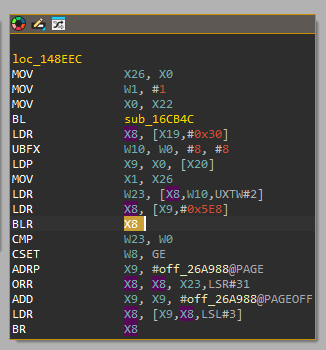 loc_148EEC
MOV X26, X0
MOV W1, #1
MOV X0, X22
BL sub_16CB4C
LDR X8, [X19,#0x30]
UBFX W10, W0, #8, #8
LDP X9, X0, [X20]
MOV X1, X26
LDR W23, [X8,W10,UXTW#2]
LDR X8, [X9,#0x5E8]
BLR X8
CMP W23, W0
CSET W8, GE
ADRP X9, #off_26A988@PAGE
ORR X8, X8, X23,LSR#31
ADD X9, X9, #off_26A988@PAGEOFF
LDR X8, [X9,X8,LSL#3]
BR X8